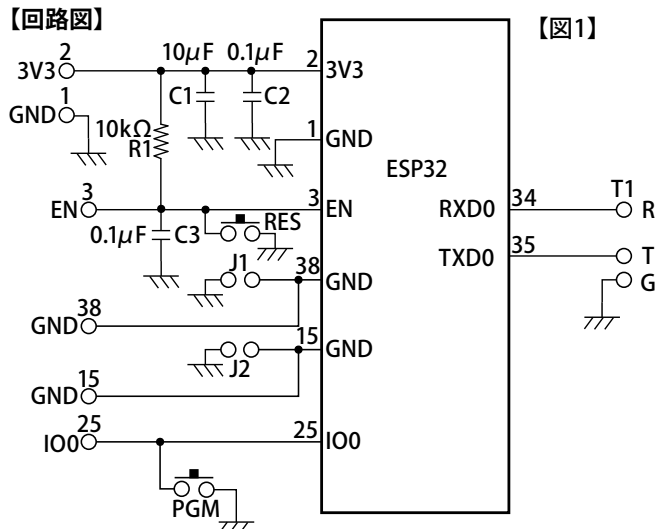 【回路図】
【図1】
2
3V3
10μF
0.1μF
2
3V3
1
GND
10kΩ
R1
C1
C2
1
GND
ESP32
3
EN
3
EN
RES
0.1μF
C3
RXD0
34
T1
R
TXD0
35
T
G
J1
38
GND
38
GND
J2
15
GND
15
GND
25
IO0
25
IO0
PGM